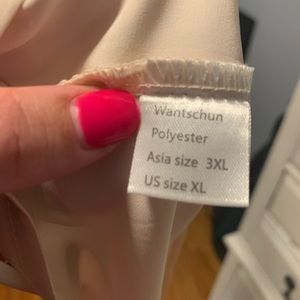 Wantschun
Polyester
Asia size 3XL
US size XL